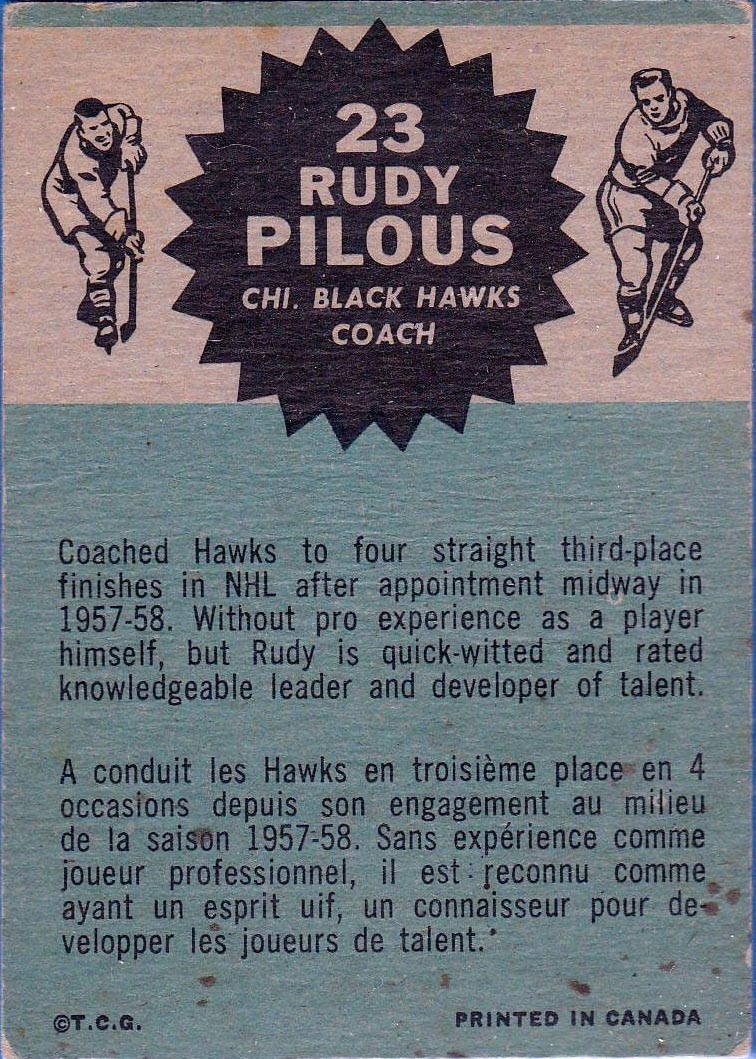 23
RUDY
PILOUS
CHI. BLACK HAWKS
COACH
Coached Hawks to four straight third-place
finishes in NHL after appointment midway in
1957-58. Without pro experience as a player
himself, but Rudy is quick-witted and rated
knowledgeable leader and developer of talent.
A conduit les Hawks en troisième place en 4
occasions depuis son engagement au milieu
de la saison 1957-58. Sans expérience comme
joueur professionnel, il est reconnu comme
ayant un esprit uif, un connaisseur pour de-
velopper les joueurs de talent.
©T.C.G.
PRINTED IN CANADA